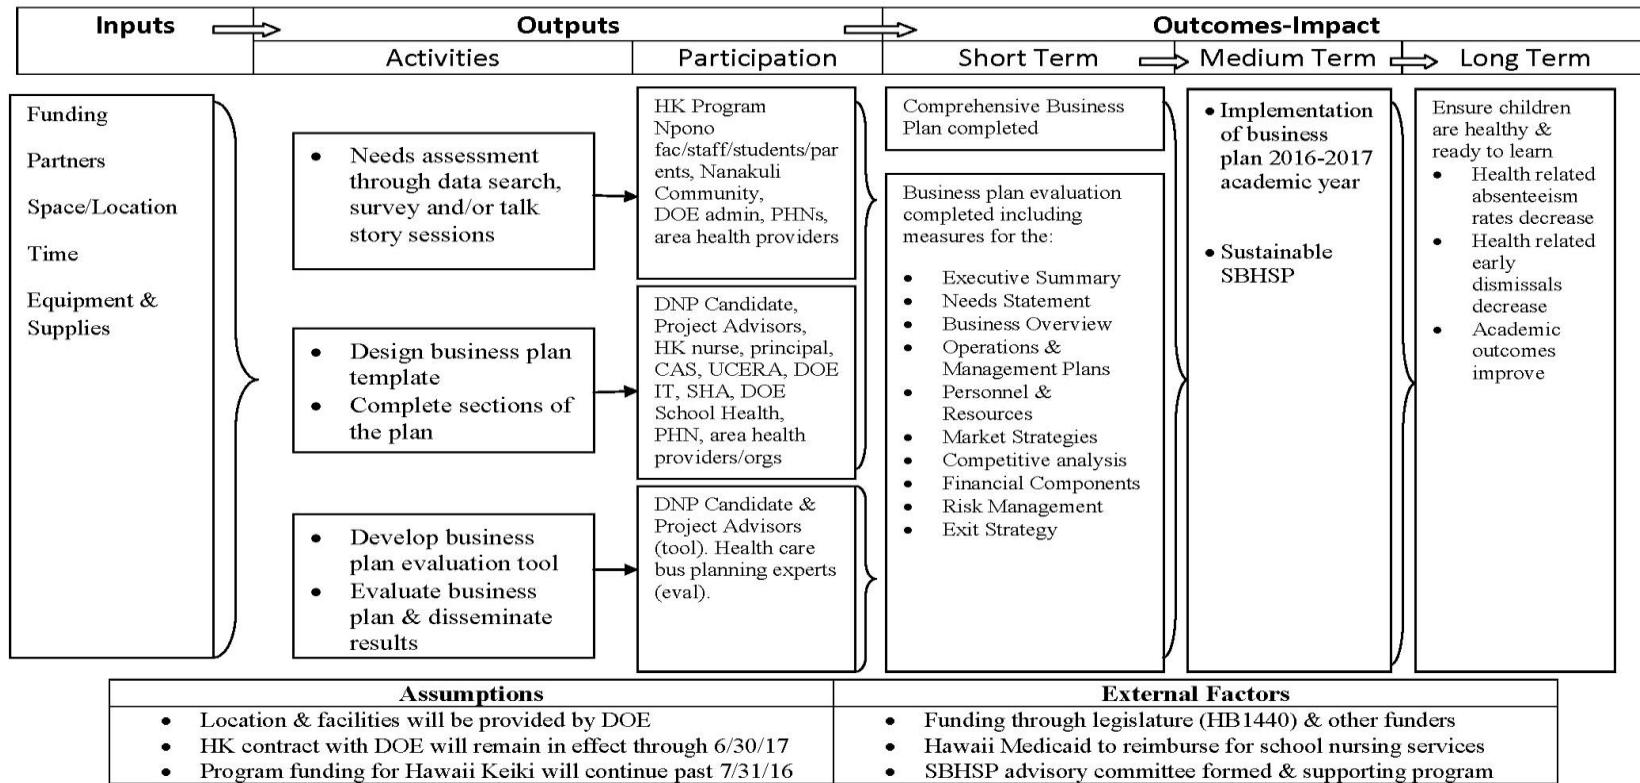 Inputs
Outputs
Outcomes-Impact
Activities
Participation
Short Term
Medium Term
Long Term
Funding
Partners
Space/Location
Time
Equipment &
Supplies
• Needs assessment
through data search,
survey and/or talk
story sessions
• Design business plan
template
• Complete sections of
the plan
• Develop business
plan evaluation tool
• Evaluate business
plan & disseminate
results
HK Program
Npono
fac/staff/students/par
ents, Nanakuli
Community,
DOE admin, PHNs,
area health providers
DNP Candidate,
Project Advisors,
HK nurse, principal,
CAS, UCERA, DOE
IT, SHA, DOE
School Health,
PHN, area health
providers/orgs
DNP Candidate &
Project Advisors
(tool). Health care
bus planning experts
(eval).
Comprehensive Business
Plan completed
Business plan evaluation
completed including
measures for the:
• Executive Summary
• Needs Statement
• Business Overview
• Operations &
Management Plans
• Personnel &
Resources
• Market Strategies
• Competitive analysis
• Financial Components
• Risk Management
• Exit Strategy
• Implementation
of business
plan 2016-2017
academic year
• Sustainable
SBHSP
Ensure children
are healthy &
ready to learn
• Health related
absenteeism
rates decrease
• Health related
early
dismissals
decrease
• Academic
outcomes
improve
Assumptions
• Location & facilities will be provided by DOE
• HK contract with DOE will remain in effect through 6/30/17
• Program funding for Hawaii Keiki will continue past 7/31/16
External Factors
• Funding through legislature (HB1440) & other funders
• Hawaii Medicaid to reimburse for school nursing services
• SBHSP advisory committee formed & supporting program